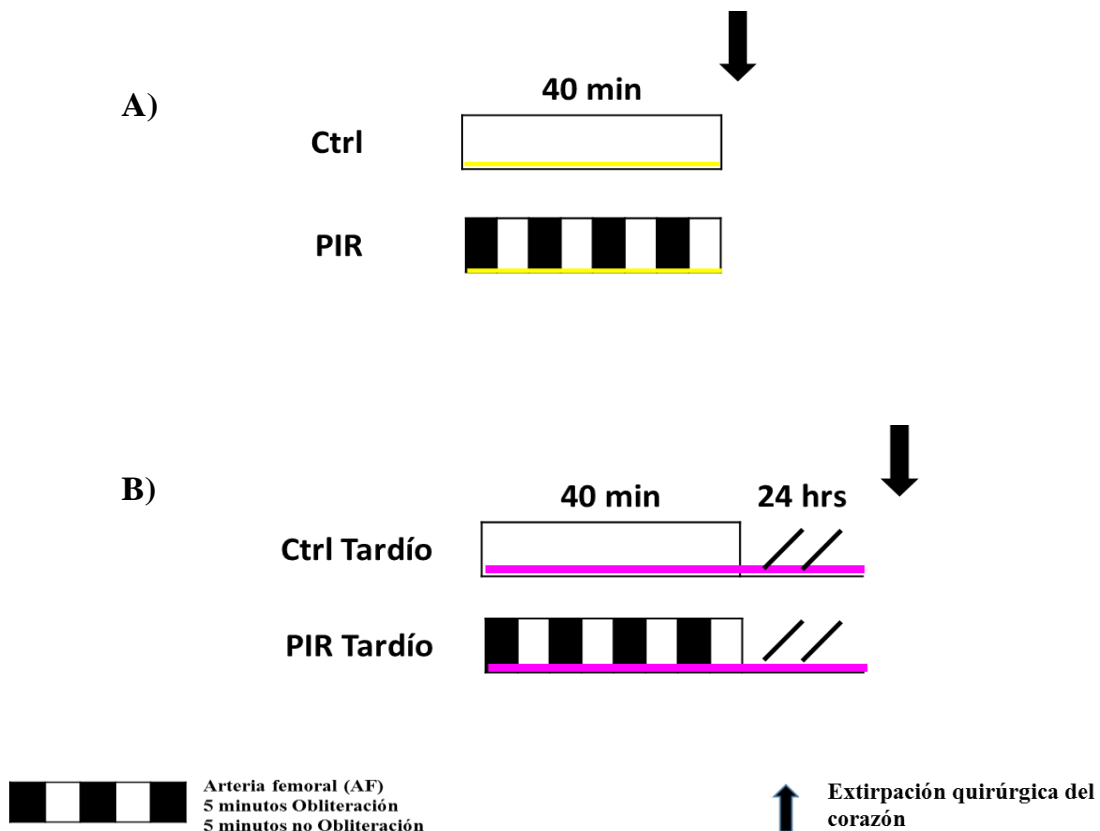 A)
40 min
Ctrl
PIR
B)
40 min
24 hrs
Ctrl Tardío
PIR Tardío
Arteria femoral (AF)
5 minutos Obliteración
5 minutos no Obliteración
Extirpación quirúrgica del
corazón